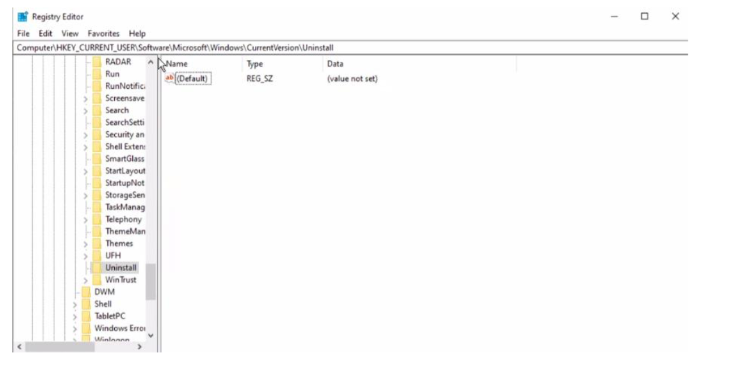 Registry Editor
File Edit View Favorites Help
Computer\HKEY_CURRENT_USER\Software\Microsoft\Windows\CurrentVersion\Uninstall
Name Type Data
ab (Default) REG_SZ (value not set)
RADAR
Run
RunNotific
Screensave
Search
SearchSetti
Security an
Shell Exten
SmartGlass
StartLayout
StartupNot
StorageSen
TaskManag
Telephony
ThemeMan
Themes
UFH
Uninstall
WinTrust
DWM
Shell
TabletPC
Windows Error
Winlogon